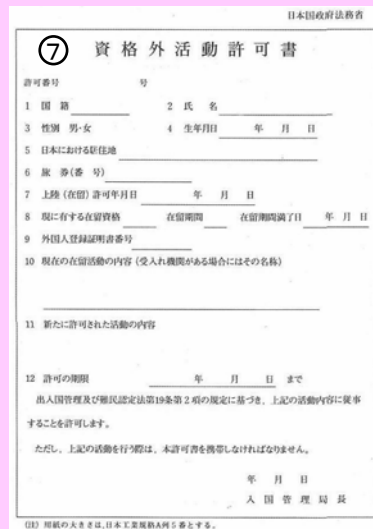 日本国政府法務省
⑦ 資格外活動許可書
許可番号 号
1 国 籍 2 氏 名
3 性別 男・女 4 生年月日 年 月 日
5 日本における居住地
6 旅 券(番 号)
7 上陸(在留)許可年月日 年 月 日
8 現に有する在留資格 在留期間 在留期間満了日 年 月 日
9 外国人登録証明書番号
10 現在の在留活動の内容(受入れ機関がある場合にはその名称)
11 新たに許可された活動の内容
12 許可の期限 年 月 日 まで
出入国管理及び難民認定法第19条第2項の規定に基づき、上記の活動内容に従事
することを許可します。
ただし、上記の活動を行う際は、本許可書を携帯しなければなりません。
年 月 日
入 国 管 理 局 長
(注) 用紙の大きさは,日本工業規格A列5番とする。